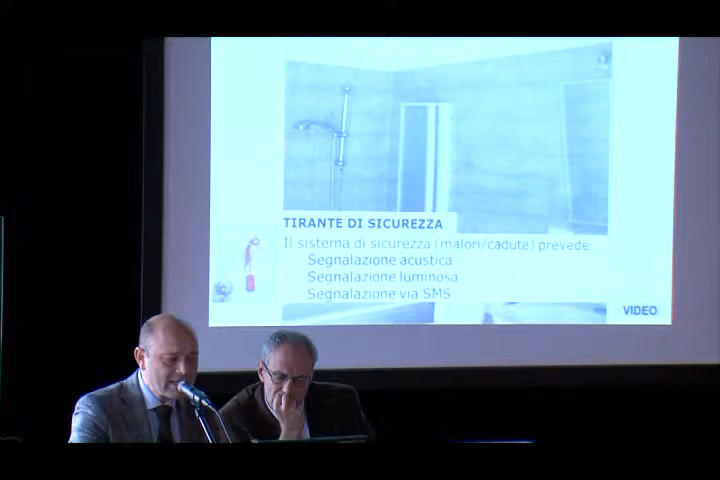 TIRANTE DI SICUREZZA
Il sistema di sicurezza (malori/cadute) prevede:
Segnalazione acustica
Segnalazione luminosa
Segnalazione via SMS
VIDEO